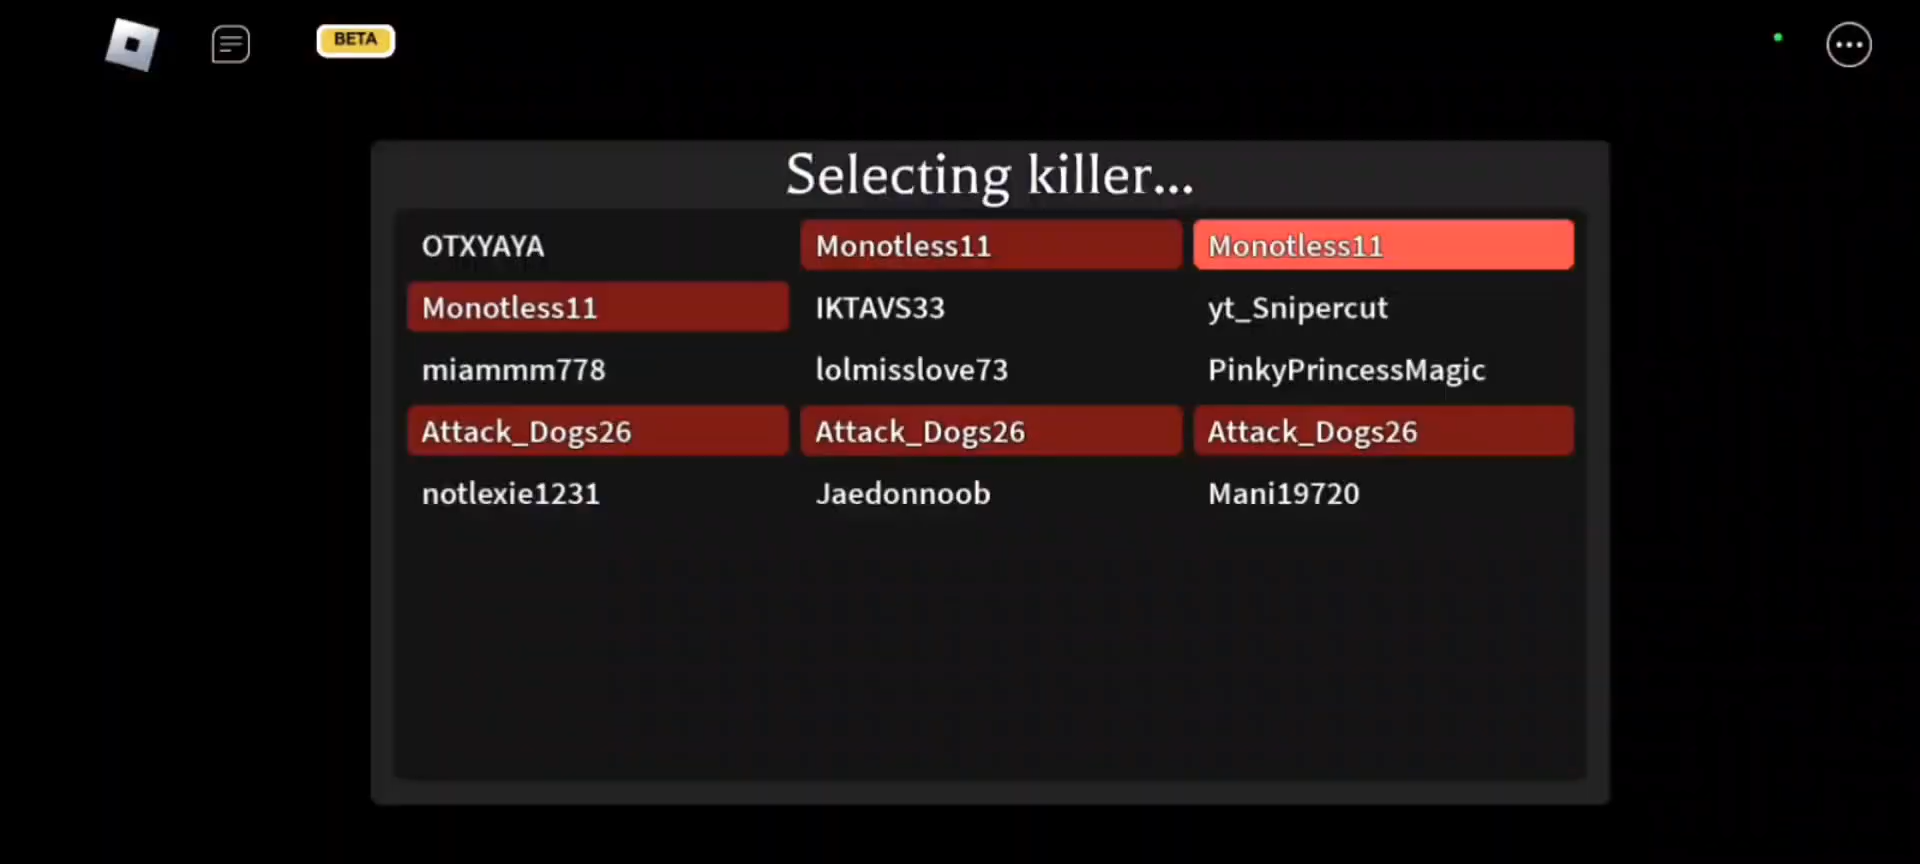 BETA
Selecting killer...
OTXYAYA Monotless11 Monotless11
Monotless11 IKTAVS33 yt_Snipercut
miammm778 lolmisslove73 PinkyPrincessMagic
Attack_Dogs26 Attack_Dogs26 Attack_Dogs26
notlexie1231 Jaedonnoob Mani19720